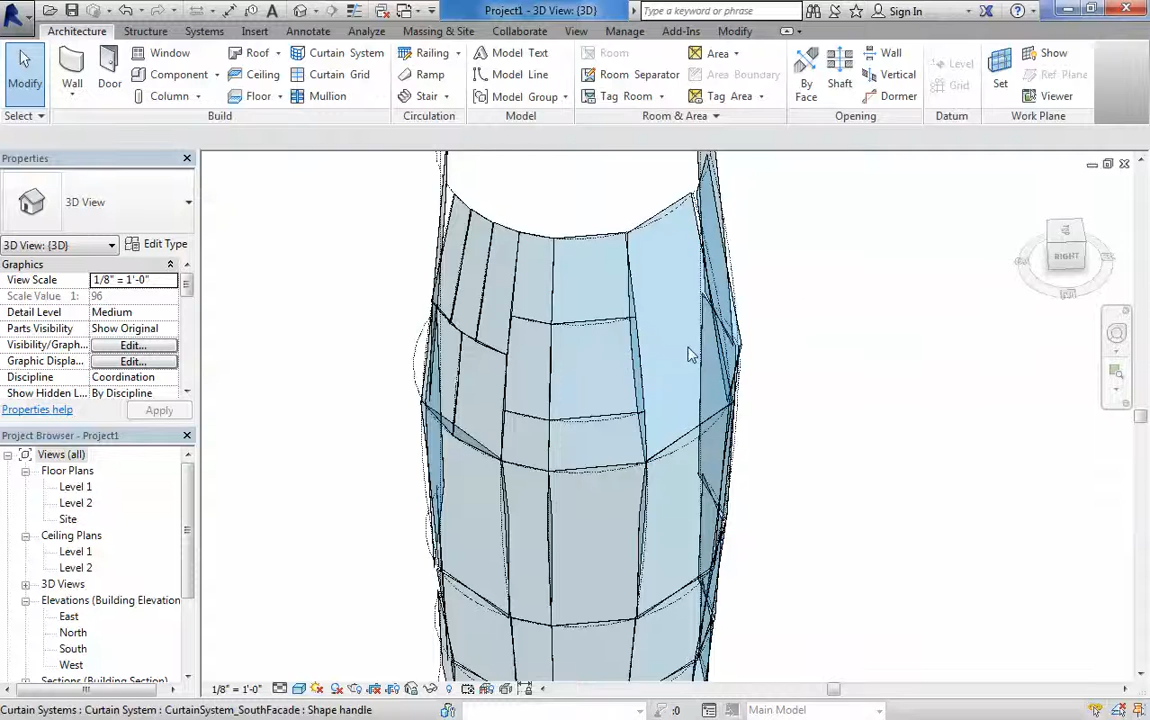 Project1 - 3D View: {3D}
Type a keyword or phrase
Sign In
Architecture Structure Systems Insert Annotate Analyze Massing & Site Collaborate View Manage Add-Ins Modify
Modify
Select
Wall
Door
Window
Component
Column
Roof
Ceiling
Floor
Curtain System
Curtain Grid
Mullion
Build
Railing
Ramp
Stair
Circulation
Model Text
Model Line
Model Group
Model
Room
Room Separator
Tag Room
Area
Area Boundary
Tag Area
Room & Area
By Face
Shaft
Wall
Vertical
Dormer
Opening
Level
Grid
Datum
Set
Show
Ref Plane
Viewer
Work Plane
Properties
3D View
3D View: {3D}
Edit Type
Graphics
View Scale 1/8" = 1'-0"
Scale Value 1: 96
Detail Level Medium
Parts Visibility Show Original
Visibility/Graph... Edit...
Graphic Displa... Edit...
Discipline Coordination
Show Hidden L... By Discipline
Properties help
Apply
Project Browser - Project1
Views (all)
Floor Plans
Level 1
Level 2
Site
Ceiling Plans
Level 1
Level 2
3D Views
Elevations (Building Elevation
East
North
South
West
Sections (Building Section)
RIGHT
1/8" = 1'-0"
Curtain Systems : Curtain System : CurtainSystem_SouthFacade : Shape handle
:0
Main Model